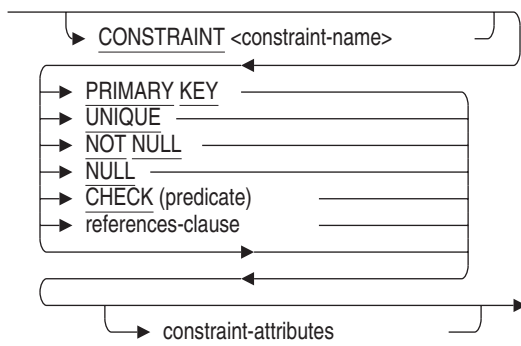 CONSTRAINT <constraint-name>
PRIMARY KEY
UNIQUE
NOT NULL
NULL
CHECK (predicate)
references-clause
constraint-attributes